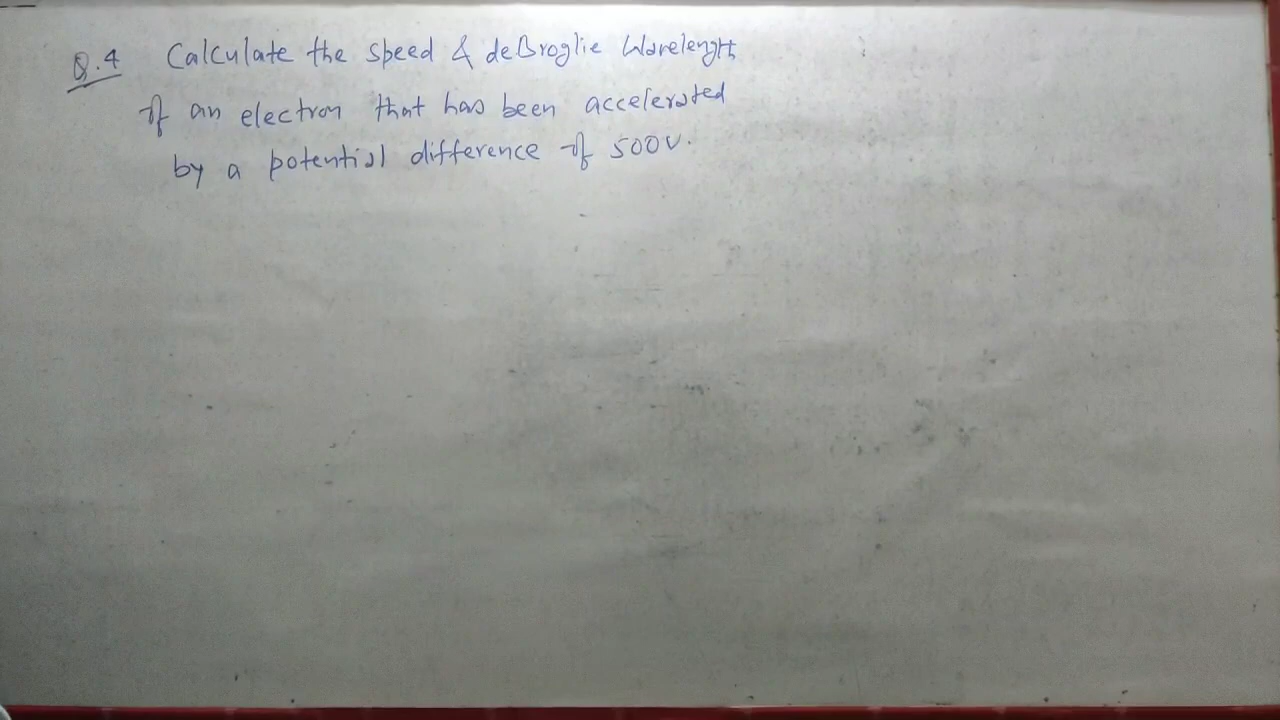 Q.4 Calculate the speed & deBroglie Wavelength
of an electron that has been accelerated
by a potential difference of 500V.